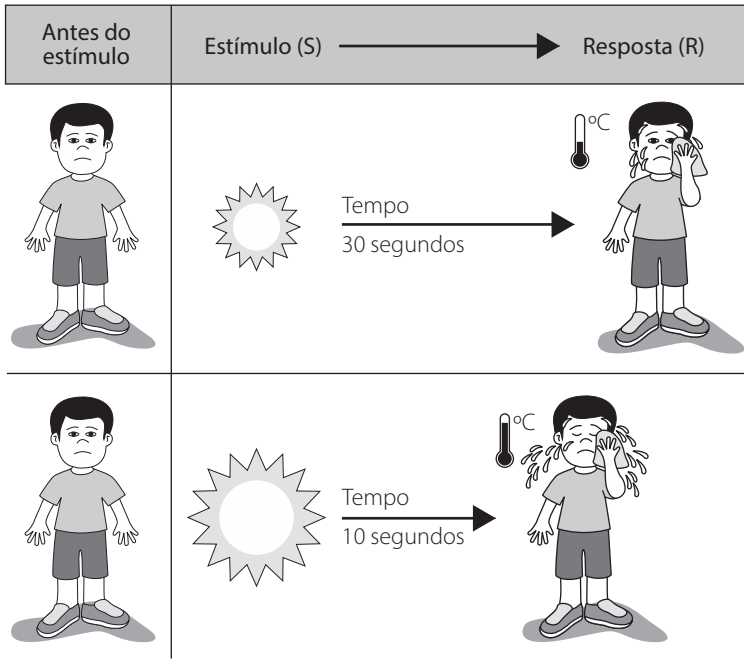 Antes do
estímulo
Estímulo (S)
Resposta (R)
ºC
Tempo
30 segundos
ºC
Tempo
10 segundos